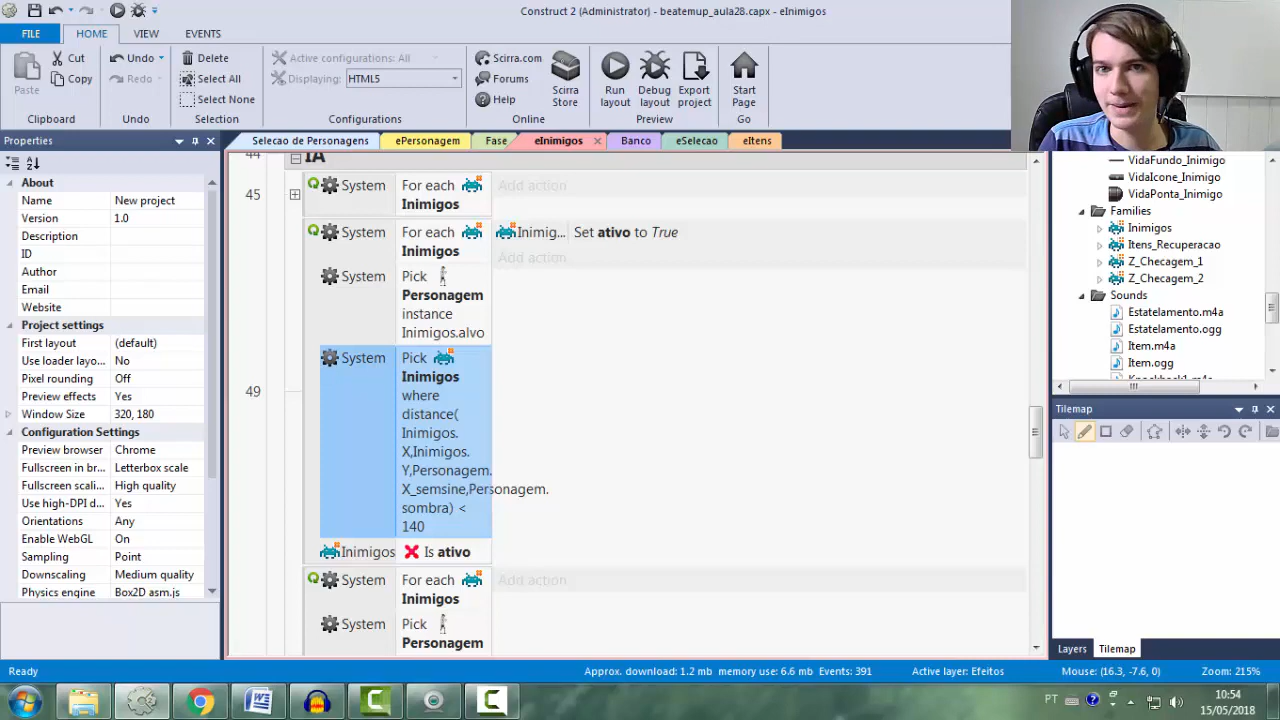 Construct 2 (Administrator) - beatemup_aula28.capx - eInimigos
FILE HOME VIEW EVENTS
Paste
Cut
Copy
Clipboard
Undo
Redo
Undo
Delete
Select All
Select None
Selection
Active configurations: All
Displaying: HTML5
Configurations
Scirra.com
Forums
Help
Scirra Store
Online
Run layout
Debug layout
Export project
Preview
Start Page
Go
Properties
About
Name New project
Version 1.0
Description
ID
Author
Email
Website
Project settings
First layout (default)
Use loader layo... No
Pixel rounding Off
Preview effects Yes
Window Size 320, 180
Configuration Settings
Preview browser Chrome
Fullscreen in br... Letterbox scale
Fullscreen scali... High quality
Use high-DPI d... Yes
Orientations Any
Enable WebGL On
Sampling Point
Downscaling Medium quality
Physics engine Box2D asm.js
Selecao de Personagens ePersonagem Fase eInimigos Banco eSelecao eItens
44 IA
45 System For each Inimigos Add action
System For each Inimigos
Inimig... Set ativo to True
Add action
System Pick
Personagem
instance
Inimigos.alvo
49
System Pick
Inimigos
where
distance(
Inimigos.
X,Inimigos.
Y,Personagem.
X_semsine,Personagem.
sombra) <
140
Inimigos Is ativo
System For each Inimigos Add action
System Pick
Personagem
VidaFundo_Inimigo
VidaIcone_Inimigo
VidaPonta_Inimigo
Families
Inimigos
Itens_Recuperacao
Z_Checagem_1
Z_Checagem_2
Sounds
Estatelamento.m4a
Estatelamento.ogg
Item.m4a
Item.ogg
Knockback1.m4a
Tilemap
Layers Tilemap
Ready Approx. download: 1.2 mb memory use: 6.6 mb Events: 391 Active layer: Efeitos Mouse: (16.3, -7.6, 0) Zoom: 215%
PT
10:54
15/05/2018